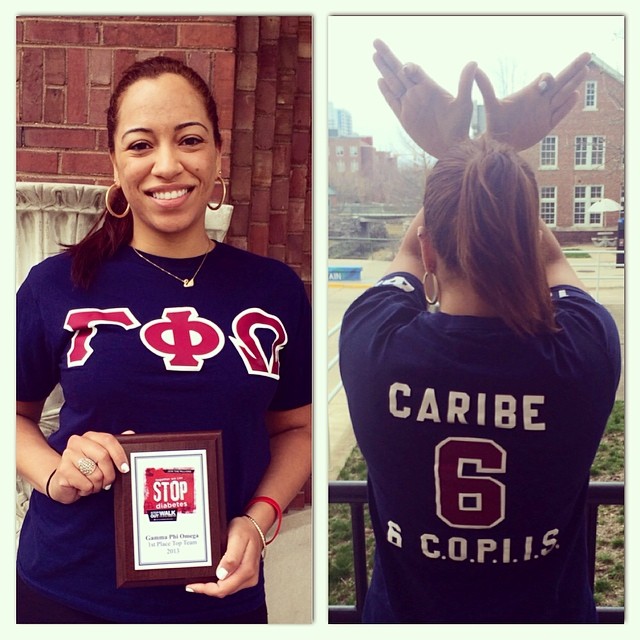 ΓΦΩ
STOP
diabetes
Gamma Phi Omega
1st Place Top Team
2013
CARIBE
6
6 C.O.P.I.I.S.